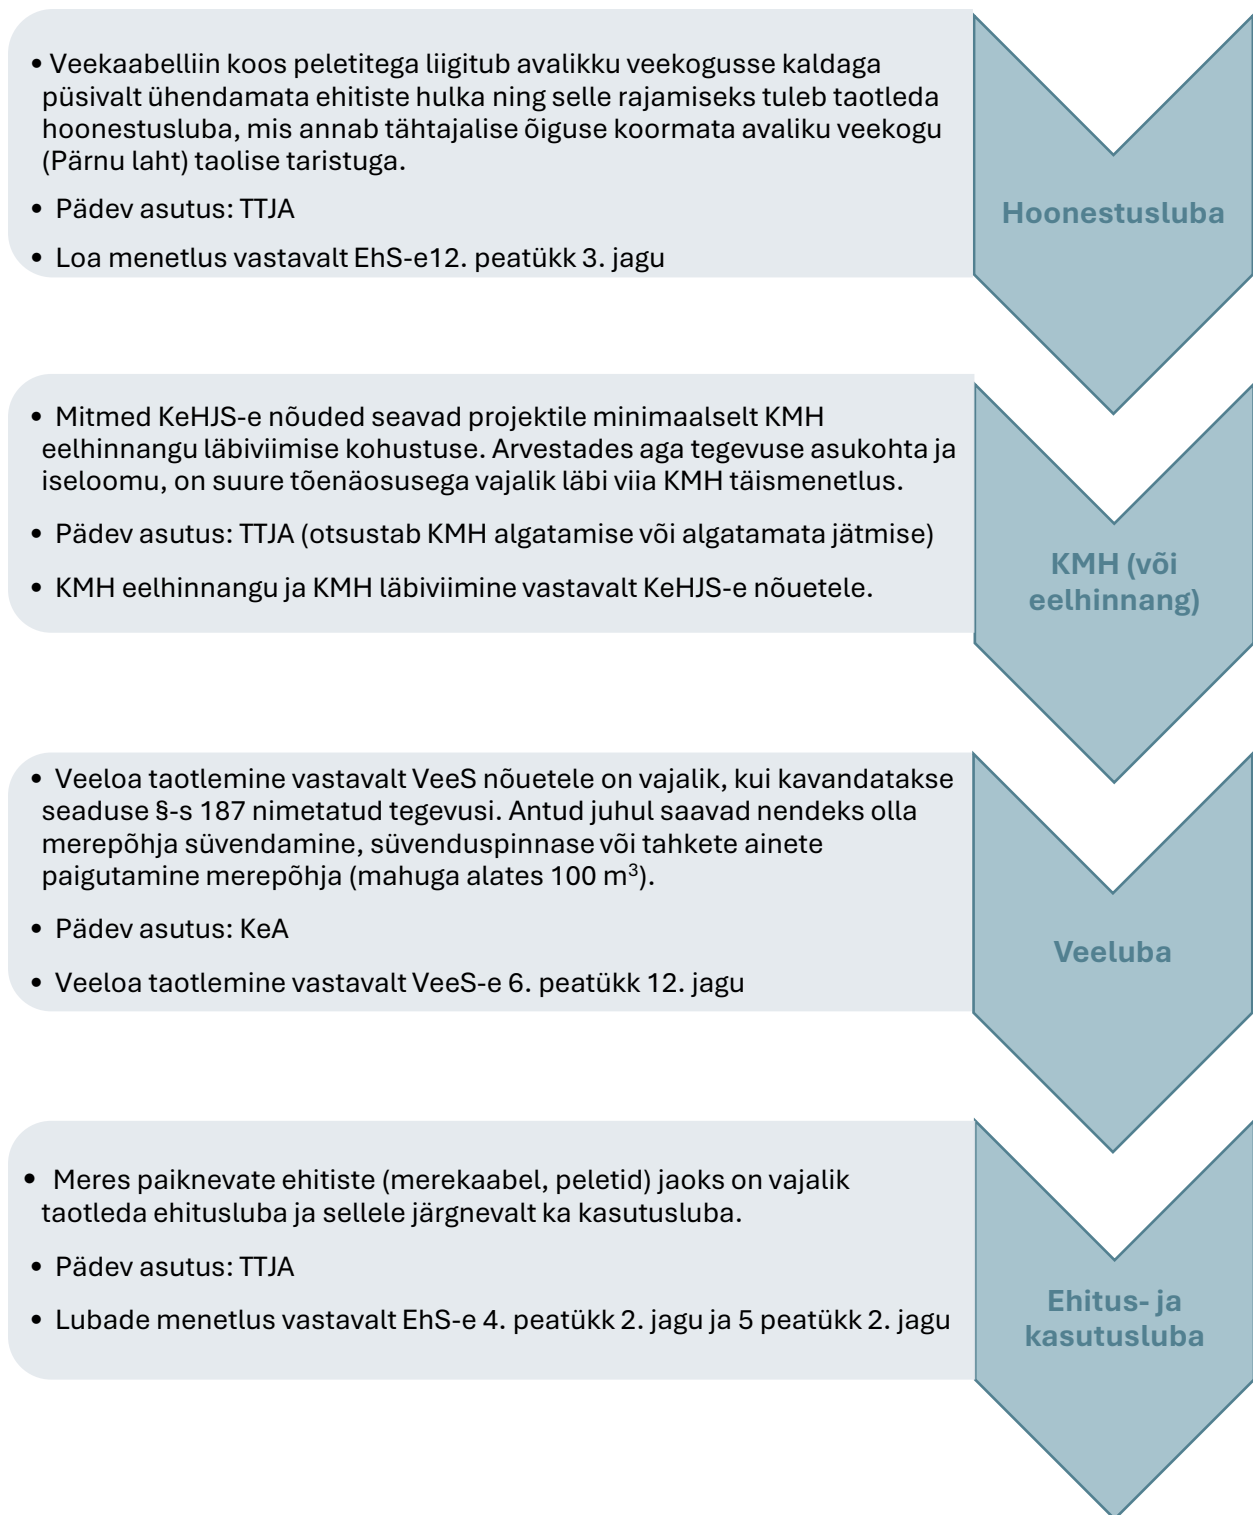 • Veekaabelliin koos peletitega liigitub avalikku veekogusse kaldaga
püsivalt ühendamata ehitiste hulka ning selle rajamiseks tuleb taotleda
hoonestusluba, mis annab tähtajalise õiguse koormata avaliku veekogu
(Pärnu laht) taolise taristuga.
• Pädev asutus: TTJA
• Loa menetlus vastavalt EhS-e12. peatükk 3. jagu
Hoonestusluba
• Mitmed KeHJS-e nõuded seavad projektile minimaalselt KMH
eelhinnangu läbiviimise kohustuse. Arvestades aga tegevuse asukohta ja
iseloomu, on suure tõenäosusega vajalik läbi viia KMH täismenetlus.
• Pädev asutus: TTJA (otsustab KMH algatamise või algatamata jätmise)
• KMH eelhinnangu ja KMH läbiviimine vastavalt KeHJS-e nõuetele.
KMH (või
eelhinnang)
• Veeloa taotlemine vastavalt VeeS nõuetele on vajalik, kui kavandatakse
seaduse §-s 187 nimetatud tegevusi. Antud juhul saavad nendeks olla
merepõhja süvendamine, süvenduspinnase või tahkete ainete
paigutamine merepõhja (mahuga alates 100 m³).
• Pädev asutus: KeA
• Veeloa taotlemine vastavalt VeeS-e 6. peatükk 12. jagu
Veeluba
• Meres paiknevate ehitiste (merekaabel, peletid) jaoks on vajalik
taotleda ehitusluba ja sellele järgnevalt ka kasutusluba.
• Pädev asutus: TTJA
• Lubade menetlus vastavalt EhS-e 4. peatükk 2. jagu ja 5 peatükk 2. jagu
Ehitus- ja
kasutusluba